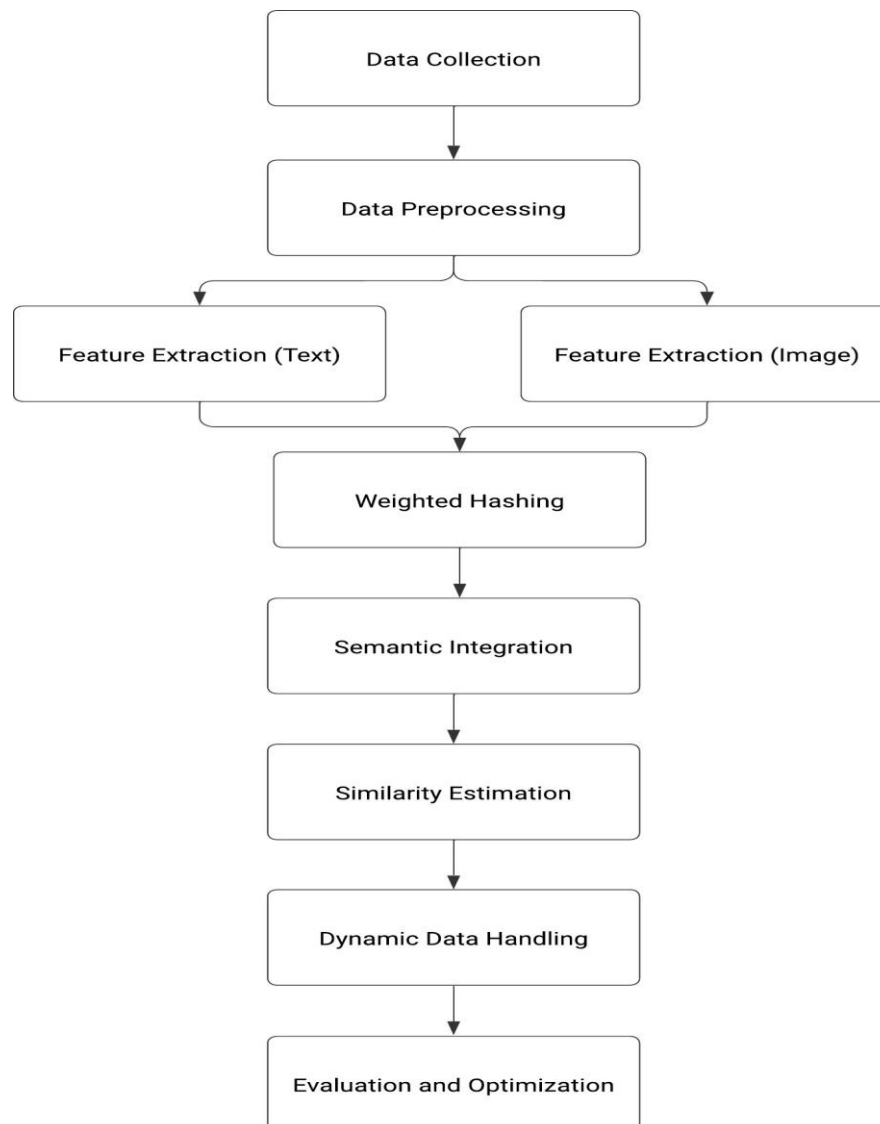 Data Collection
Data Preprocessing
Feature Extraction (Text)
Feature Extraction (Image)
Weighted Hashing
Semantic Integration
Similarity Estimation
Dynamic Data Handling
Evaluation and Optimization